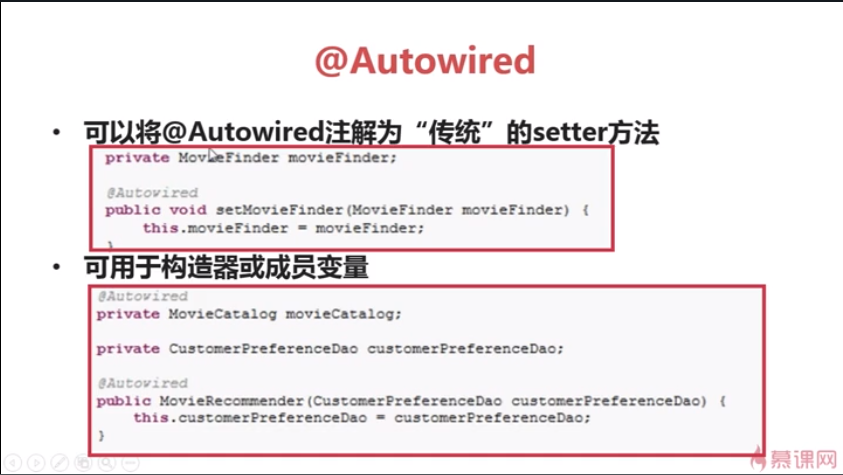 @Autowired
• 可以将@Autowired注解为“传统”的setter方法
private MovieFinder movieFinder;
@Autowired
public void setMovieFinder(MovieFinder movieFinder) {
this.movieFinder = movieFinder;
}
• 可用于构造器或成员变量
@Autowired
private MovieCatalog movieCatalog;
private CustomerPreferenceDao customerPreferenceDao;
@Autowired
public MovieRecommender(CustomerPreferenceDao customerPreferenceDao) {
this.customerPreferenceDao = customerPreferenceDao;
}
慕课网